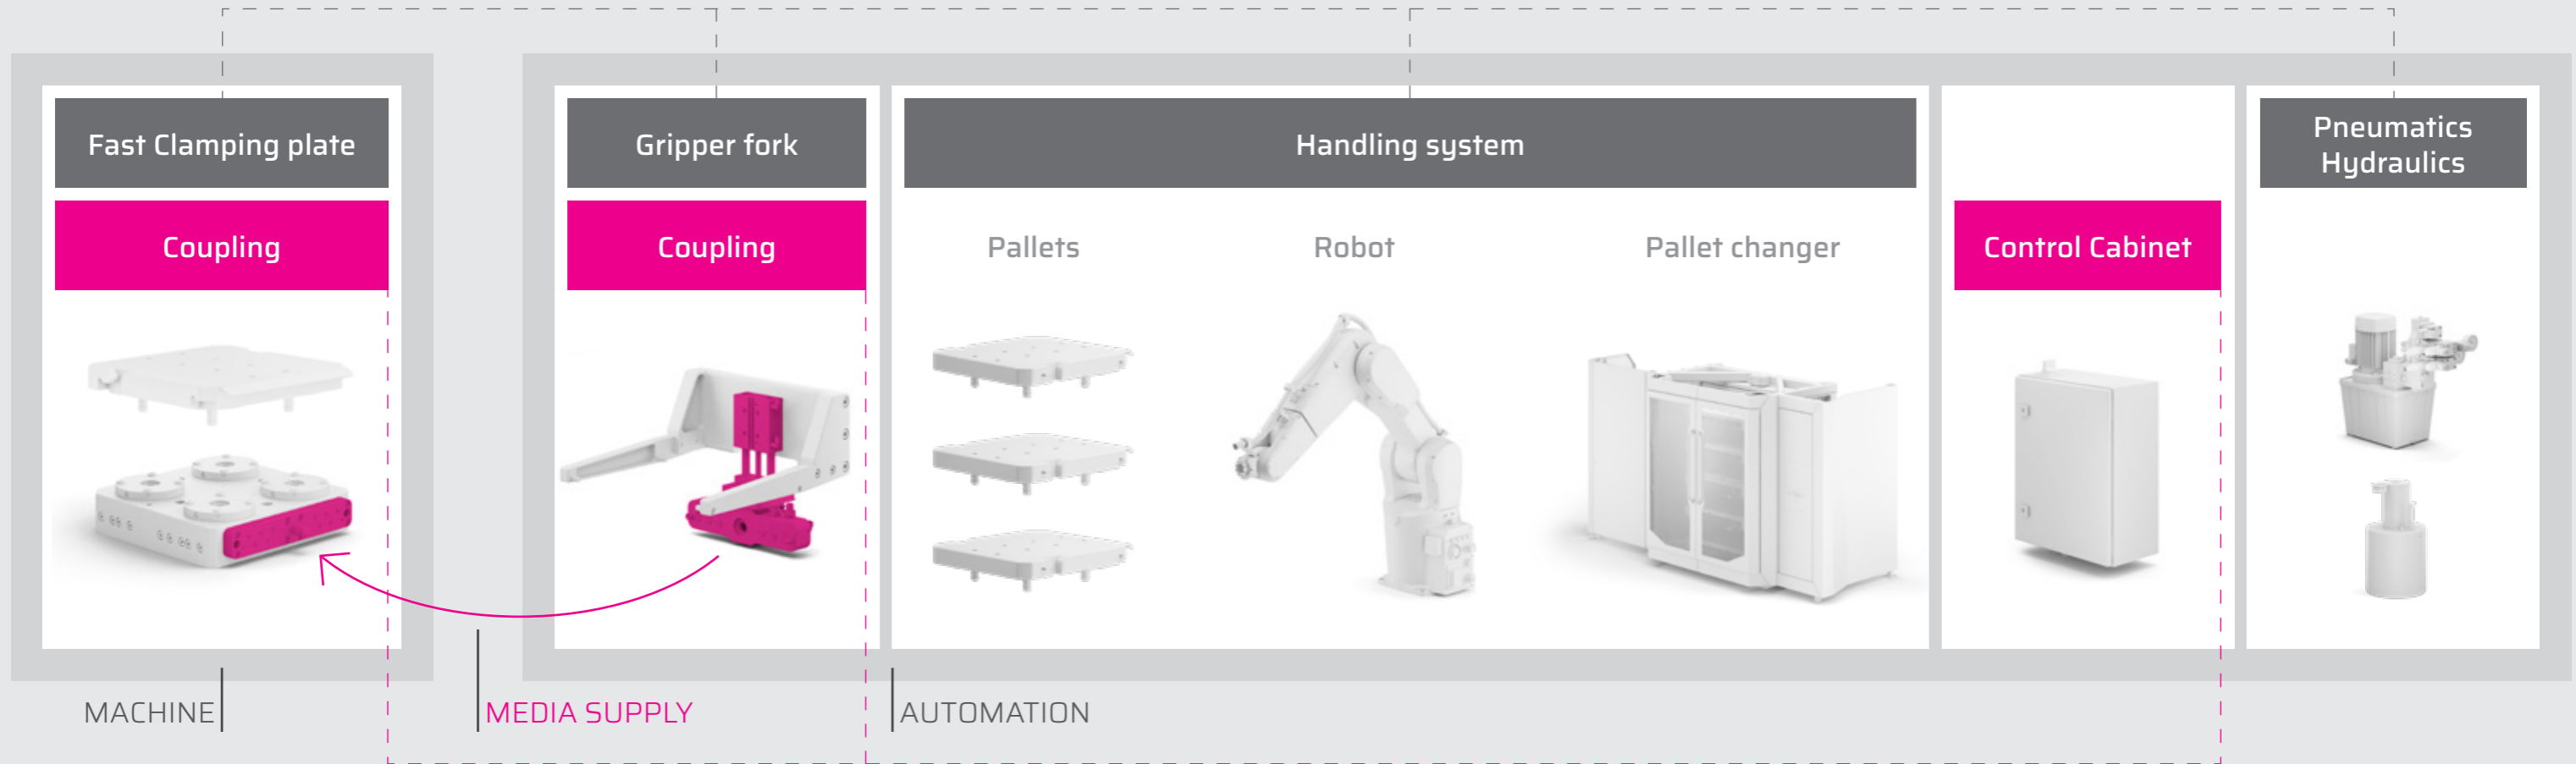 Fast Clamping plate
Coupling
Gripper fork
Coupling
Handling system
Pallets
Robot
Pallet changer
Control Cabinet
Pneumatics
Hydraulics
MACHINE
MEDIA SUPPLY
AUTOMATION